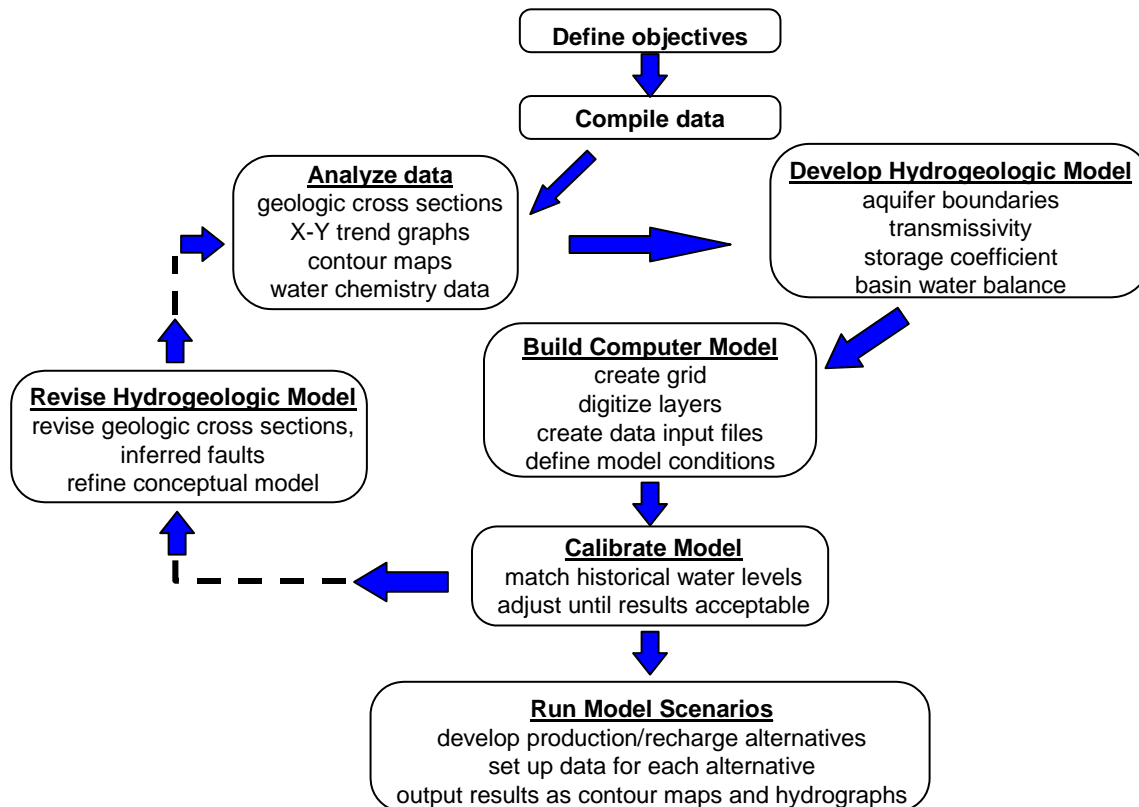 Define objectives
Compile data
Analyze data
geologic cross sections
X-Y trend graphs
contour maps
water chemistry data
Develop Hydrogeologic Model
aquifer boundaries
transmissivity
storage coefficient
basin water balance
Build Computer Model
create grid
digitize layers
create data input files
define model conditions
Revise Hydrogeologic Model
revise geologic cross sections,
inferred faults
refine conceptual model
Calibrate Model
match historical water levels
adjust until results acceptable
Run Model Scenarios
develop production/recharge alternatives
set up data for each alternative
output results as contour maps and hydrographs